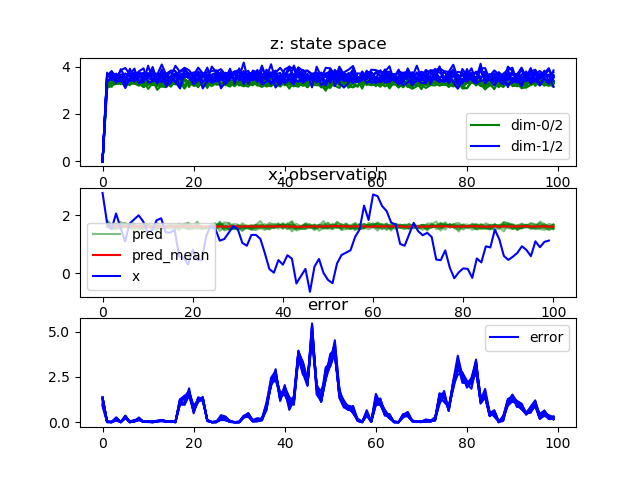 z: state space
4
2
0
dim-0/2
dim-1/2
0 20 40 60 80 100
x: observation
2
0
pred
pred_mean
x
0 20 40 60 80 100
error
5.0
2.5
0.0
error
0 20 40 60 80 100